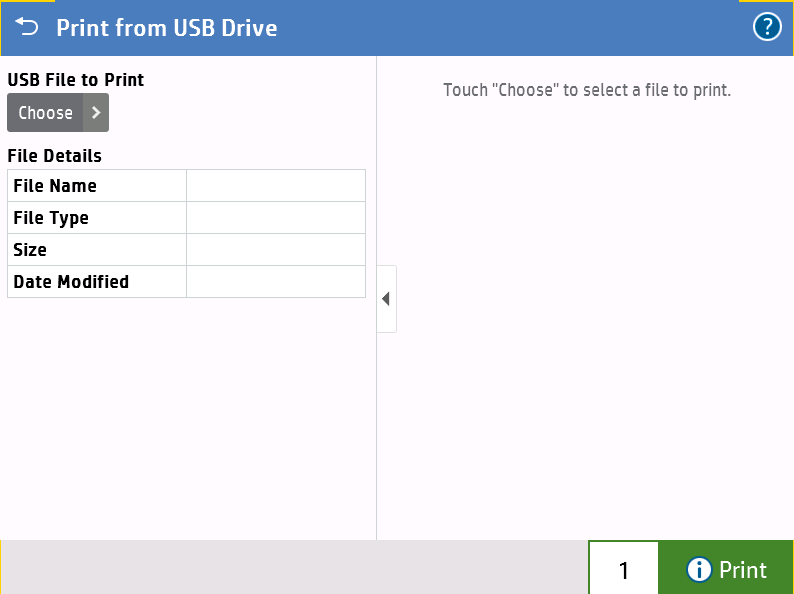 Print from USB Drive
?
USB File to Print
Choose
Touch "Choose" to select a file to print.
File Details
File Name
File Type
Size
Date Modified
1
i Print